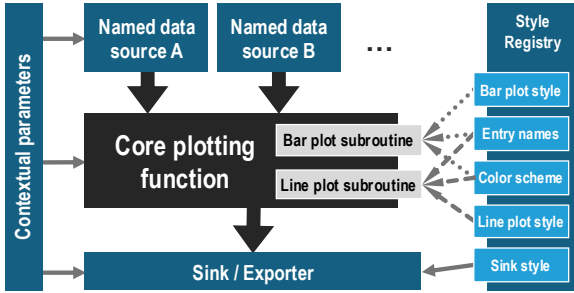 Contextual parameters
Named data
source A
Named data
source B
...
Style
Registry
Bar plot style
Entry names
Color scheme
Line plot style
Sink style
Core plotting
function
Bar plot subroutine
Line plot subroutine
Sink / Exporter